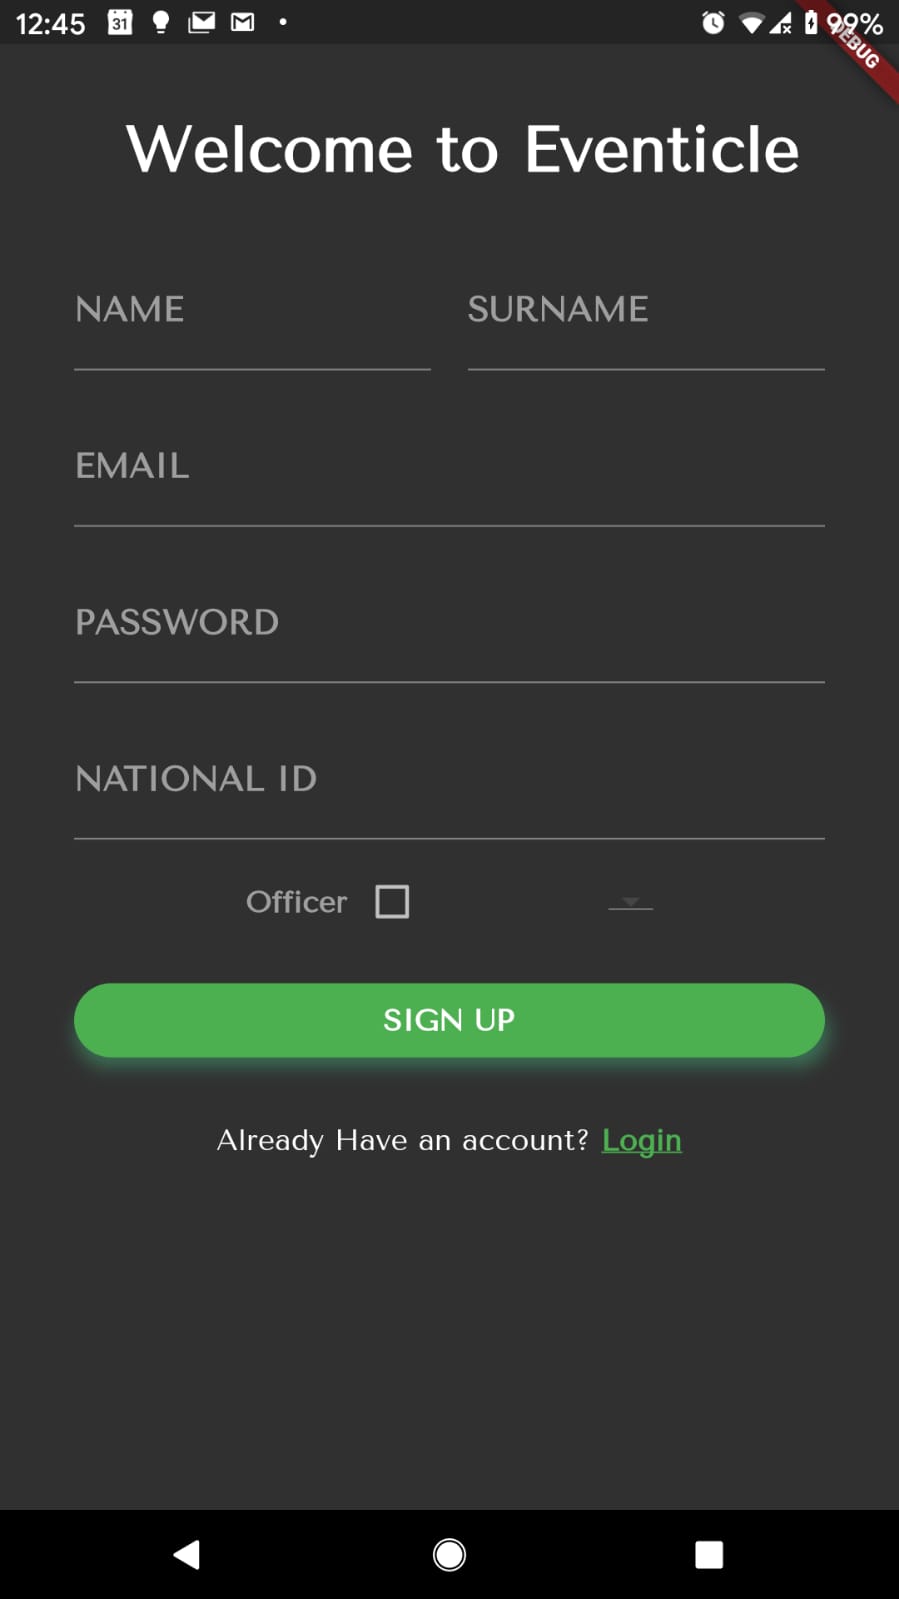 12:45 31 99%
DEBUG
Welcome to Eventicle
NAME SURNAME
EMAIL
PASSWORD
NATIONAL ID
Officer
SIGN UP
Already Have an account? Login